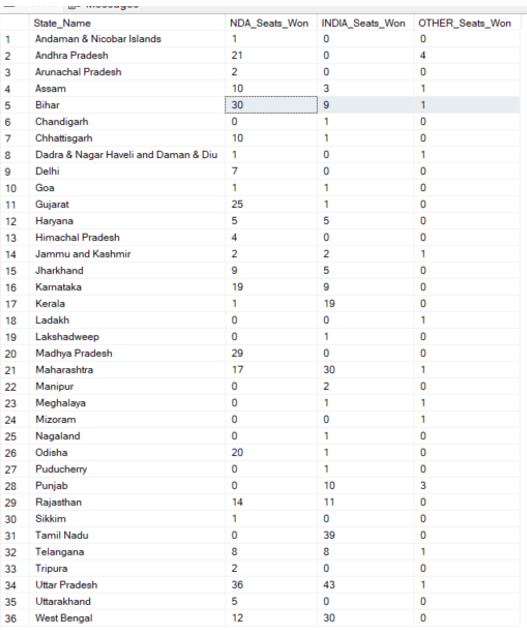 Messages
State_Name NDA_Seats_Won INDIA_Seats_Won OTHER_Seats_Won
1 Andaman & Nicobar Islands 1 0 0
2 Andhra Pradesh 21 0 4
3 Arunachal Pradesh 2 0 0
4 Assam 10 3 1
5 Bihar 30 9 1
6 Chandigarh 0 1 0
7 Chhattisgarh 10 1 0
8 Dadra & Nagar Haveli and Daman & Diu 1 0 1
9 Delhi 7 0 0
10 Goa 1 1 0
11 Gujarat 25 1 0
12 Haryana 5 5 0
13 Himachal Pradesh 4 0 0
14 Jammu and Kashmir 2 2 1
15 Jharkhand 9 5 0
16 Karnataka 19 9 0
17 Kerala 1 19 0
18 Ladakh 0 0 1
19 Lakshadweep 0 1 0
20 Madhya Pradesh 29 0 0
21 Maharashtra 17 30 1
22 Manipur 0 2 0
23 Meghalaya 0 1 1
24 Mizoram 0 0 1
25 Nagaland 0 1 0
26 Odisha 20 1 0
27 Puducherry 0 1 0
28 Punjab 0 10 3
29 Rajasthan 14 11 0
30 Sikkim 1 0 0
31 Tamil Nadu 0 39 0
32 Telangana 8 8 1
33 Tripura 2 0 0
34 Uttar Pradesh 36 43 1
35 Uttarakhand 5 0 0
36 West Bengal 12 30 0